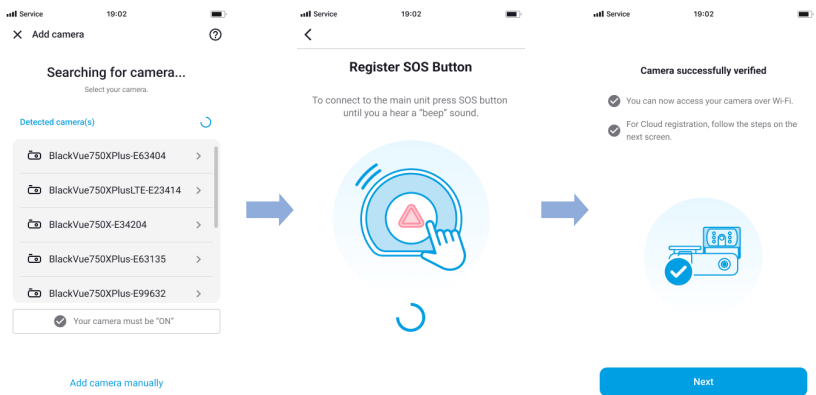 Service
19:02
Add camera
Searching for camera...
Select your camera.
Detected camera(s)
BlackVue750XPlus-E63404
BlackVue750XPlusLTE-E23414
BlackVue750X-E34204
BlackVue750XPlus-E63135
BlackVue750XPlus-E99632
Your camera must be "ON"
Add camera manually
Service
19:02
Register SOS Button
To connect to the main unit press SOS button
until you a hear a “beep” sound.
Service
19:02
Camera successfully verified
You can now access your camera over Wi-Fi.
For Cloud registration, follow the steps on the
next screen.
Next